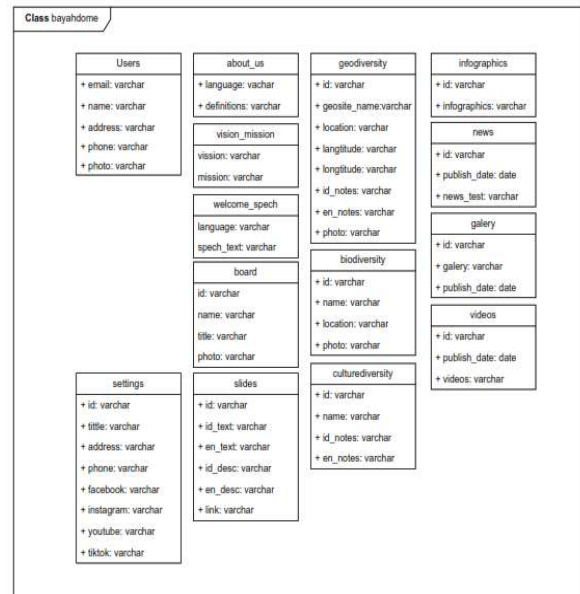 Class bayahdome
Users
+ email: varchar
+ name: varchar
+ address: varchar
+ phone: varchar
+ photo: varchar
about_us
+ language: vachar
+ definitions: varchar
vision_mission
vission: varchar
mission: varchar
welcome_spech
language: varchar
spech_text: varchar
board
id: varchar
name: varchar
title: varchar
photo: varchar
settings
+ id: varchar
+ tittle: varchar
+ address: varchar
+ phone: varchar
+ facebook: varchar
+ instagram: varchar
+ youtube: varchar
+ tiktok: varchar
slides
+ id: varchar
+ id_text: varchar
+ en_text: varchar
+ id_desc: varchar
+ en_desc: varchar
+ link: varchar
geodiversity
+ id: varchar
+ geosite_name:varchar
+ location: varchar
+ langtitude: varchar
+ longtitude: varchar
+ id_notes: varchar
+ en_notes: varchar
+ photo: varchar
biodiversity
+ id: varchar
+ name: varchar
+ location: varchar
+ photo: varchar
culturediversity
+ id: varchar
+ name: varchar
+ id_notes: varchar
+ en_notes: varchar
infographics
+ id: varchar
+ infographics: varchar
news
+ id: varchar
+ publish_date: date
+ news_test: varchar
galery
+ id: varchar
+ galery: varchar
+ publish_date: date
videos
+ id: varchar
+ publish_date: date
+ videos: varchar